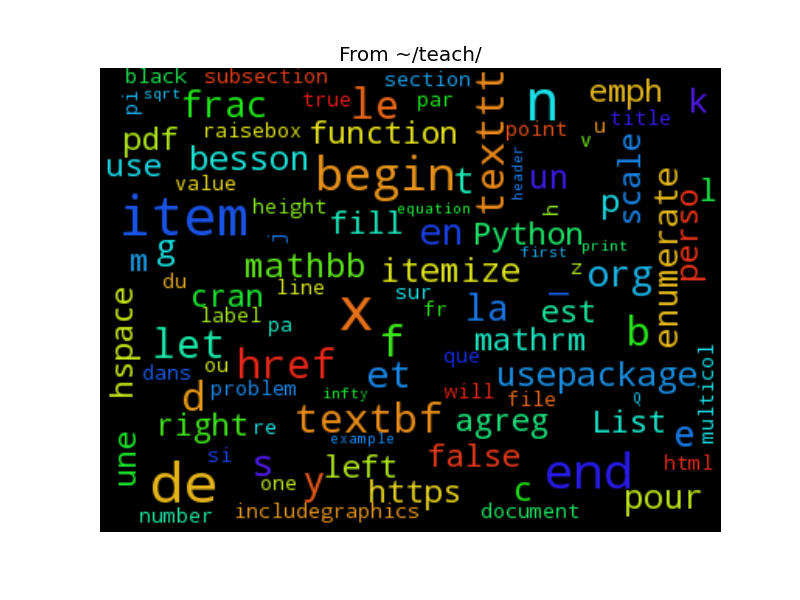 From ~/teach/
black subsection section
pi sqrt frac true le par texttt n emph k
pdf raisebox function point v u title
use besson header scale
value begin t un
item height fill equation h p enumerate perso l
g j en Python first print
m mathbb itemize z org
du cran line sur _
label pa x fr la est
hspace let f mathrm b
dans ou href et que usepackage multicol
d problem infty will file Q
right re textbf agreg List e
une example
si s left false end html
de one y https c pour
number includegraphics document